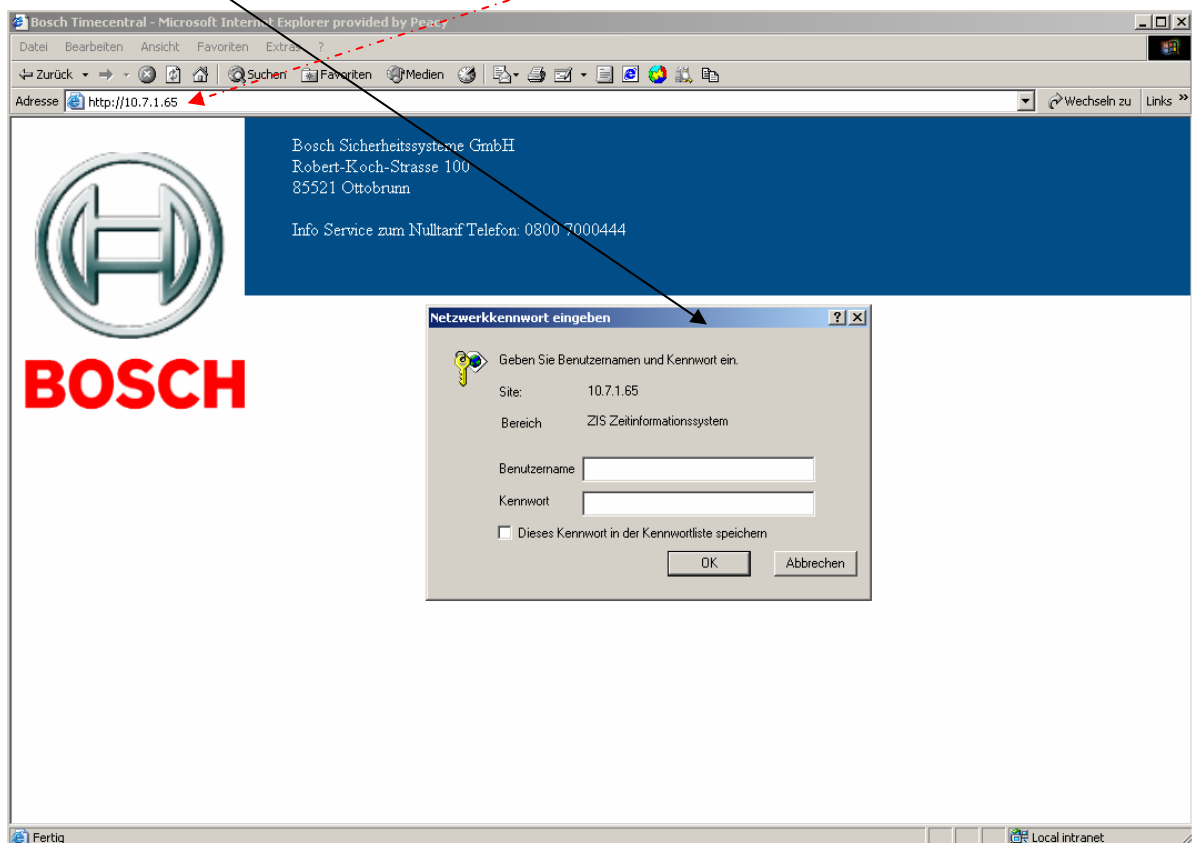 Bosch Timecentral - Microsoft Internet Explorer provided by Peacy
Datei Bearbeiten Ansicht Favoriten Extras ?
Zurück Suchen Favoriten Medien
Adresse http://10.7.1.65 Wechseln zu Links »
Bosch Sicherheitssysteme GmbH
Robert-Koch-Strasse 100
85521 Ottobrunn
Info Service zum Nulltarif Telefon: 0800 7000444
BOSCH
Netzwerkkennwort eingeben
Geben Sie Benutzernamen und Kennwort ein.
Site: 10.7.1.65
Bereich ZIS Zeitinformationssystem
Benutzername
Kennwort
Dieses Kennwort in der Kennwortliste speichern
OK Abbrechen
Fertig Local intranet